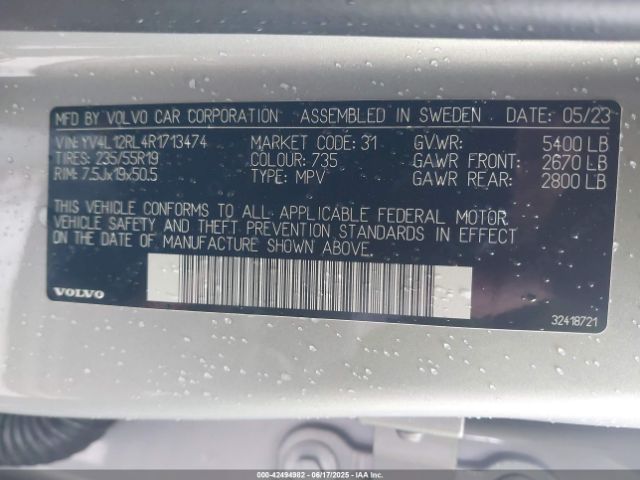 MFD BY VOLVO CAR CORPORATION ASSEMBLED IN SWEDEN DATE: 05/23
VIN: YV4L12RL4R1713474 MARKET CODE: 31 GVWR: 5400 LB
TIRES: 235/55R19 COLOUR: 735 GAWR FRONT: 2670 LB
RIM: 7.5Jx19x50.5 TYPE: MPV GAWR REAR: 2800 LB
THIS VEHICLE CONFORMS TO ALL APPLICABLE FEDERAL MOTOR
VEHICLE SAFETY AND THEFT PREVENTION STANDARDS IN EFFECT
ON THE DATE OF MANUFACTURE SHOWN ABOVE.
VOLVO
32418721
000-42494982 - 06/17/2025 - IAAI.COM